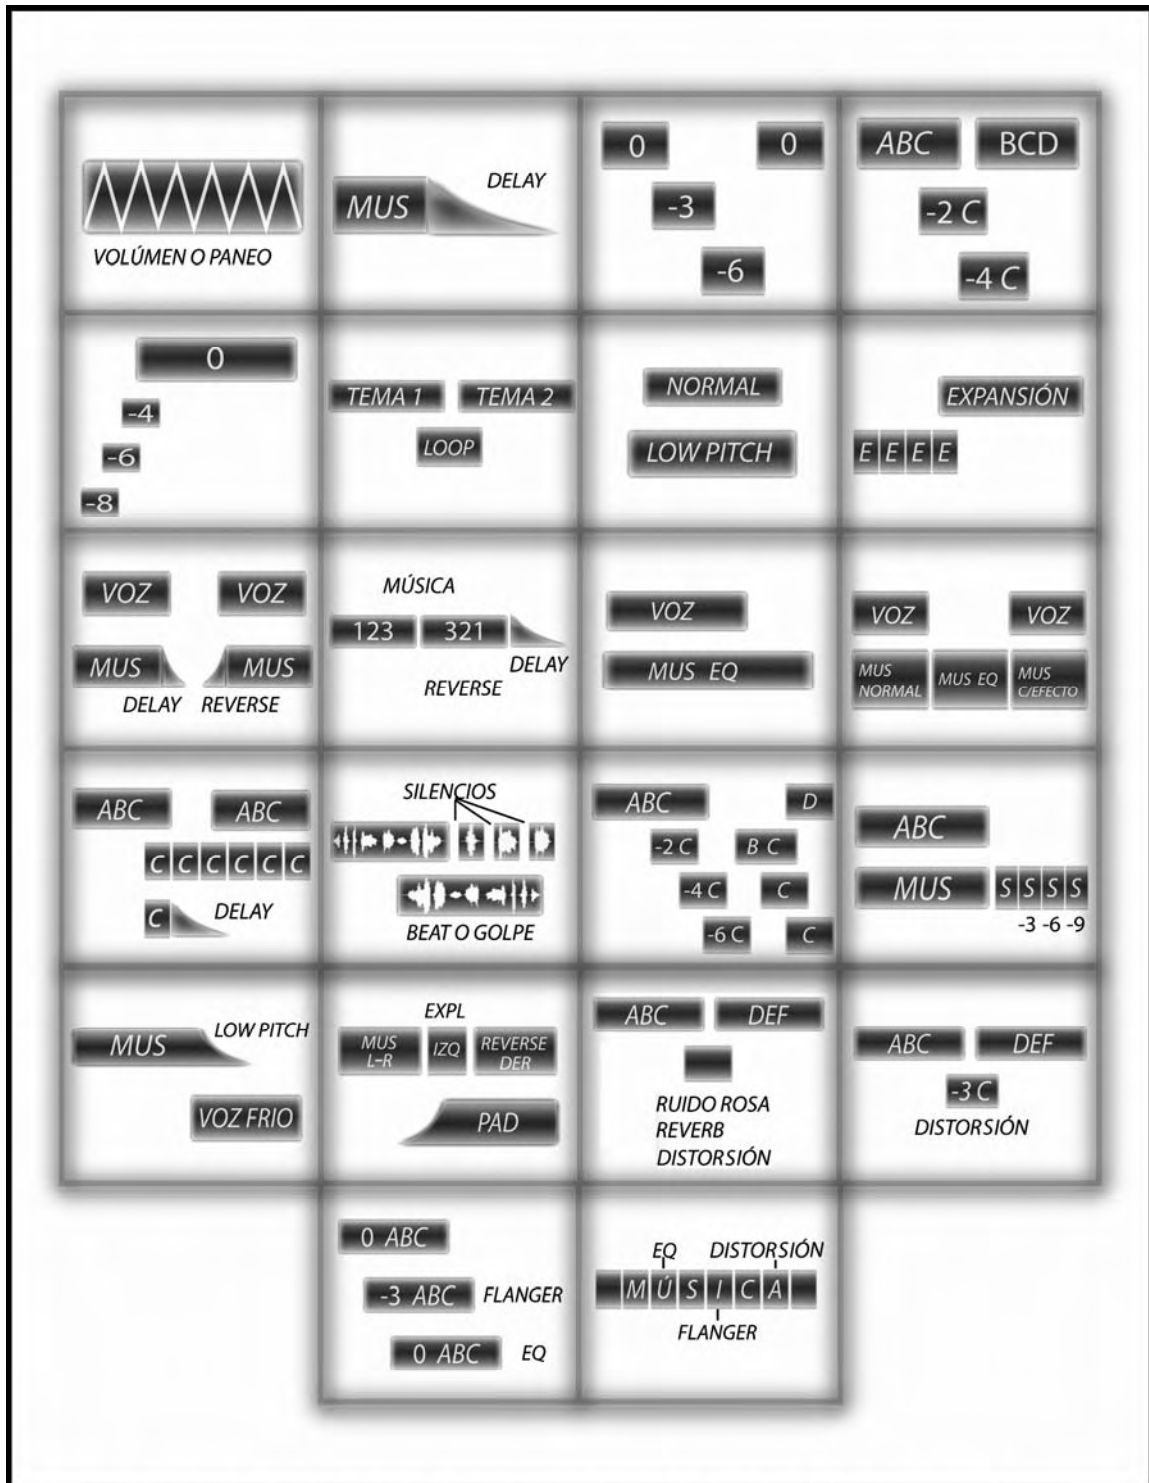 VOLÚMEN O PANEO
MUS
DELAY
0
0
-3
-6
ABC
BCD
-2 C
-4 C
0
-4
-6
-8
TEMA 1
TEMA 2
LOOP
NORMAL
LOW PITCH
EXPANSIÓN
E E E E
VOZ
VOZ
MUS
MUS
DELAY
REVERSE
MÚSICA
123
321
DELAY
REVERSE
VOZ
MUS EQ
VOZ
VOZ
MUS
NORMAL
MUS EQ
MUS
C/EFECTO
ABC
ABC
C C C C C C
C
DELAY
SILENCIOS
BEAT O GOLPE
ABC
D
-2 C
B C
-4 C
C
-6 C
C
ABC
MUS
S S S S
-3 -6 -9
MUS
LOW PITCH
VOZ FRIO
EXPL
MUS
L-R
IZQ
REVERSE
DER
PAD
ABC
DEF
RUIDO ROSA
REVERB
DISTORSIÓN
ABC
DEF
-3 C
DISTORSIÓN
0 ABC
-3 ABC
FLANGER
0 ABC
EQ
EQ
DISTORSIÓN
M Ú S I C A
FLANGER